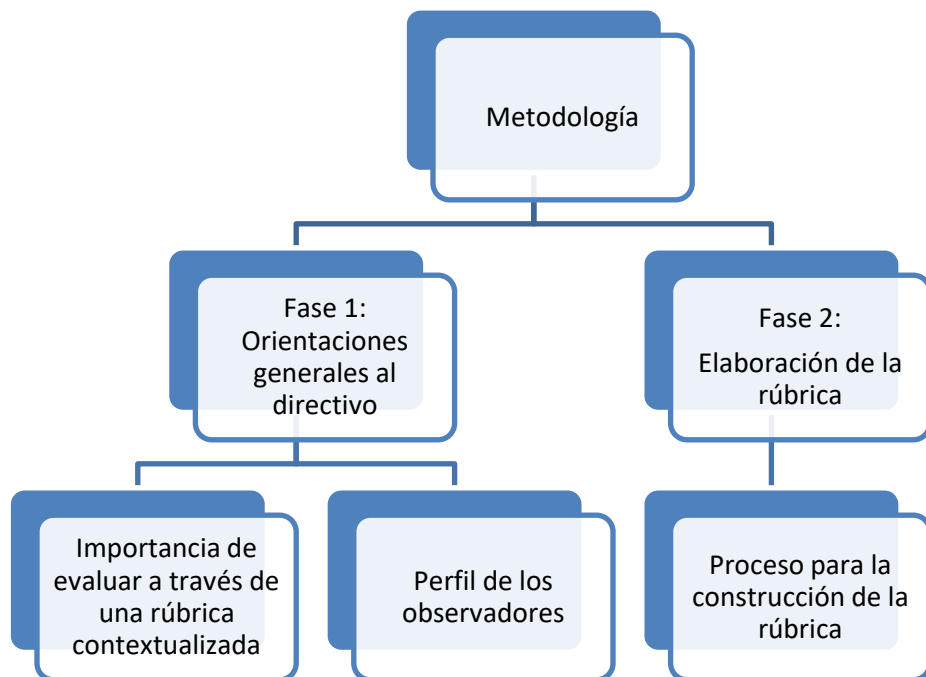 Metodología
Fase 1:
Orientaciones
generales al
directivo
Fase 2:
Elaboración de la
rúbrica
Importancia de
evaluar a través de
una rúbrica
contextualizada
Perfil de los
observadores
Proceso para la
construcción de la
rúbrica